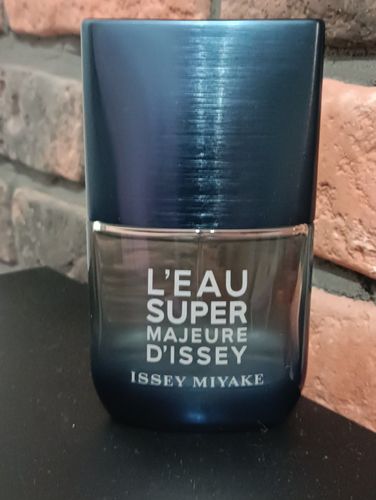 L'EAU
SUPER
MAJEURE
D'ISSEY
ISSEY MIYAKE